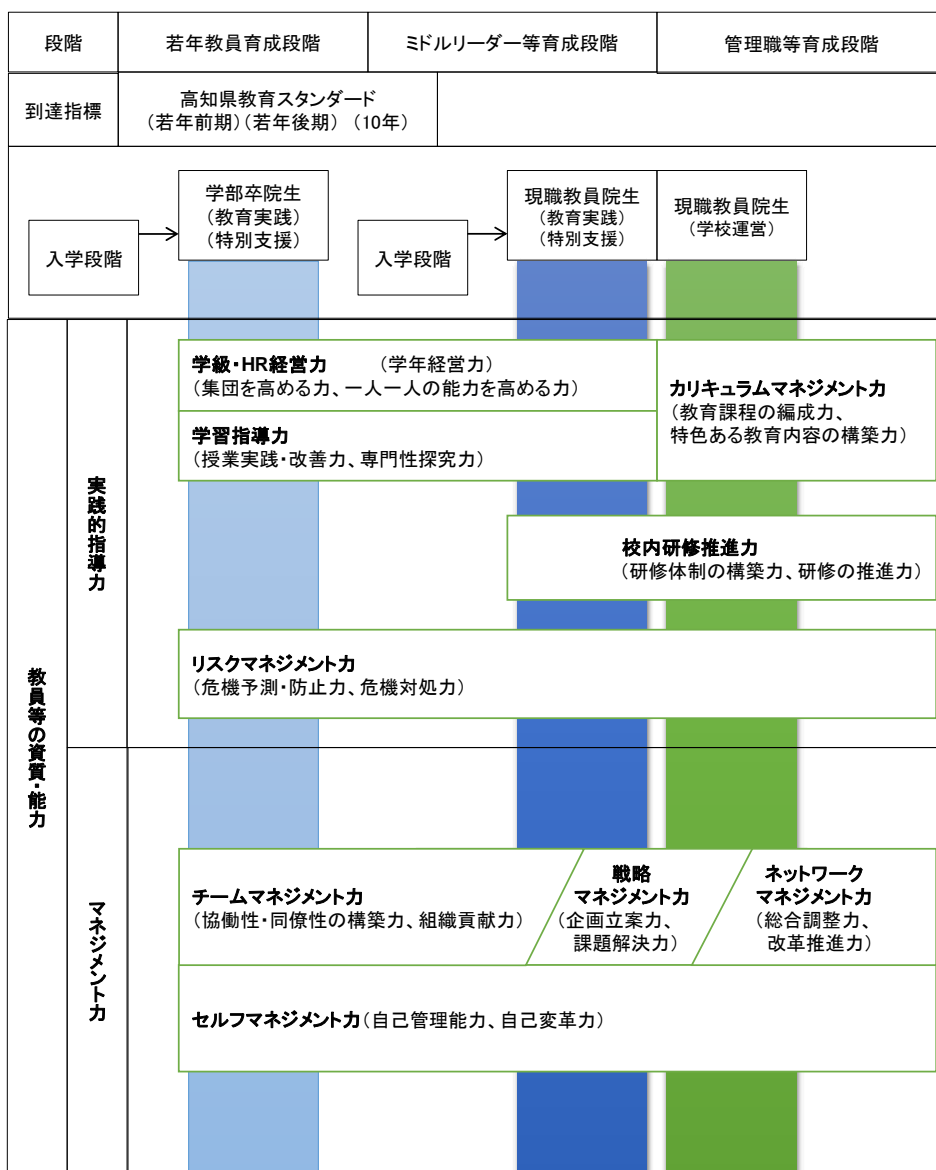 段階
若年教員育成段階
ミドルリーダー等育成段階
管理職等育成段階
到達指標
高知県教育スタンダード
(若年前期)(若年後期) (10年)
入学段階
学部卒院生
(教育実践)
(特別支援)
入学段階
現職教員院生
(教育実践)
(特別支援)
現職教員院生
(学校運営)
教員等の資質・能力
実践的指導力
学級・HR経営力 (学年経営力)
(集団を高める力、一人一人の能力を高める力)
学習指導力
(授業実践・改善力、専門性探究力)
カリキュラムマネジメント力
(教育課程の編成力、
特色ある教育内容の構築力)
校内研修推進力
(研修体制の構築力、研修の推進力)
リスクマネジメント力
(危機予測・防止力、危機対処力)
マネジメント力
チームマネジメント力
(協働性・同僚性の構築力、組織貢献力)
戦略
マネジメント力
(企画立案力、
課題解決力)
ネットワーク
マネジメント力
(総合調整力、
改革推進力)
セルフマネジメント力(自己管理能力、自己変革力)